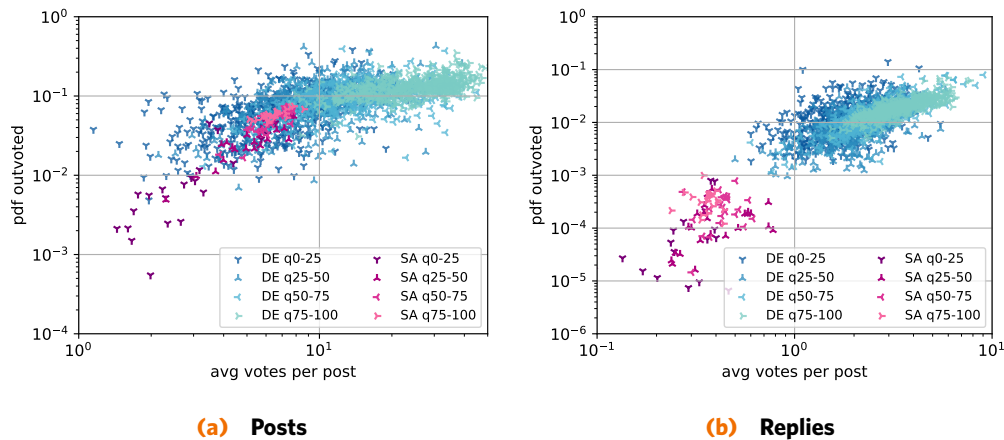 10^0
10^-1
10^-2
10^-3
10^-4
pdf outvoted
10^0
10^1
avg votes per post
DE q0-25
DE q25-50
DE q50-75
DE q75-100
SA q0-25
SA q25-50
SA q50-75
SA q75-100
(a) Posts
10^0
10^-1
10^-2
10^-3
10^-4
10^-5
10^-6
pdf outvoted
10^-1
10^0
10^1
avg votes per post
DE q0-25
DE q25-50
DE q50-75
DE q75-100
SA q0-25
SA q25-50
SA q50-75
SA q75-100
(b) Replies